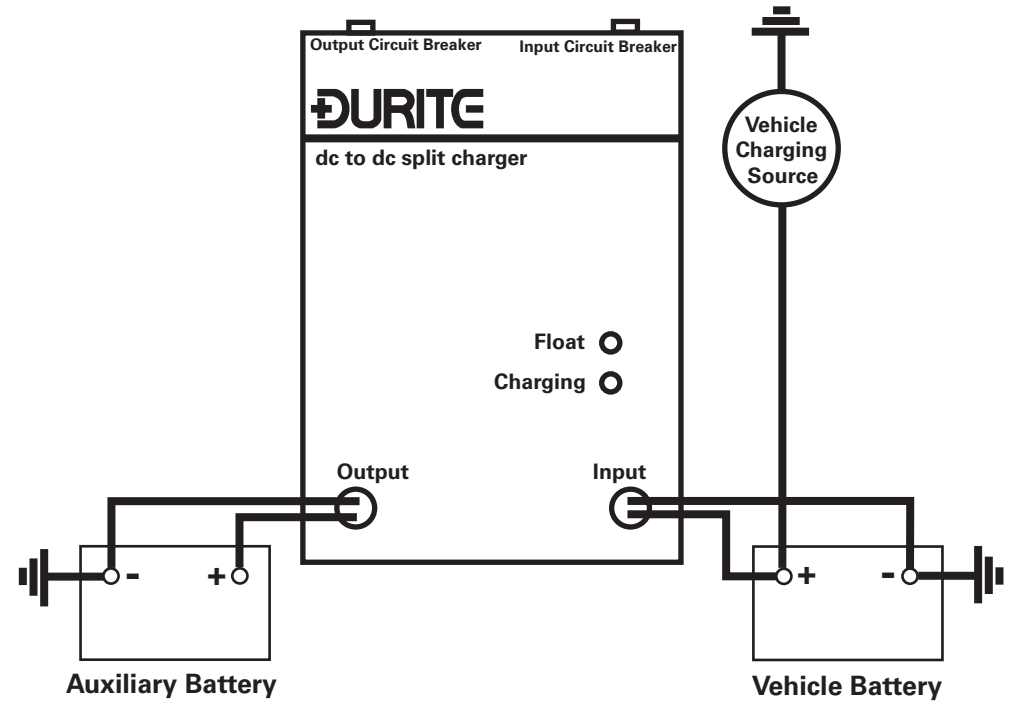 Output Circuit Breaker
Input Circuit Breaker
DURITE
dc to dc split charger
Vehicle
Charging
Source
Float
Charging
Output
Input
- +
+ -
Auxiliary Battery
Vehicle Battery